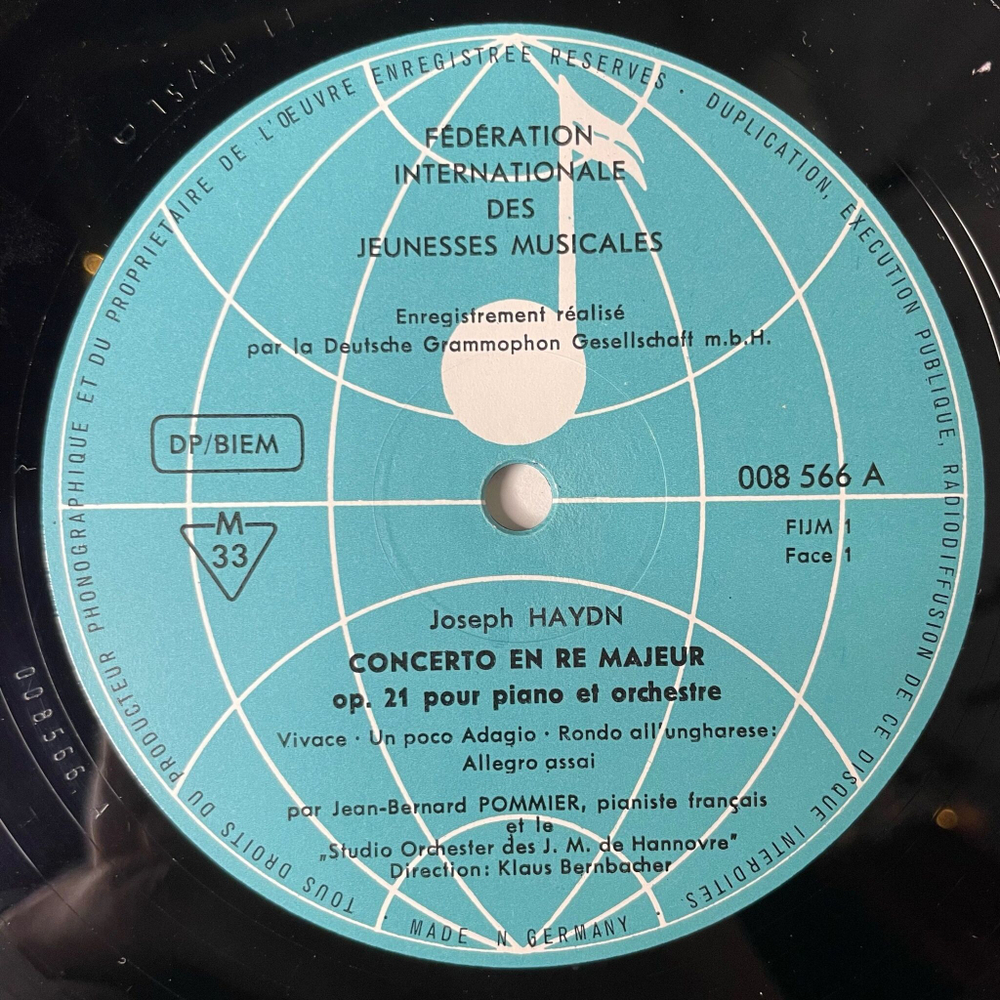 FÉDÉRATION
INTERNATIONALE
DES
JEUNESSES MUSICALES
Enregistrement réalisé
par la Deutsche Grammophon Gesellschaft m.b.H.
DP/BIEM
008 566 A
M
33
FIJM 1
Face 1
Joseph HAYDN
CONCERTO EN RE MAJEUR
op. 21 pour piano et orchestre
Vivace · Un poco Adagio · Rondo all'ungharese:
Allegro assai
par Jean-Bernard POMMIER, pianiste français
et le
„Studio Orchester des J. M. de Hannovre”
Direction: Klaus Bernbacher
TOUS DROITS DU PRODUCTEUR PHONOGRAPHIQUE ET DU PROPRIETAIRE DE L'ŒUVRE ENREGISTREE RESERVES · DUPLICATION, EXECUTION PUBLIQUE, RADIODIFFUSION DE CE DISQUE INTERDITES ·
MADE N GERMANY
008566